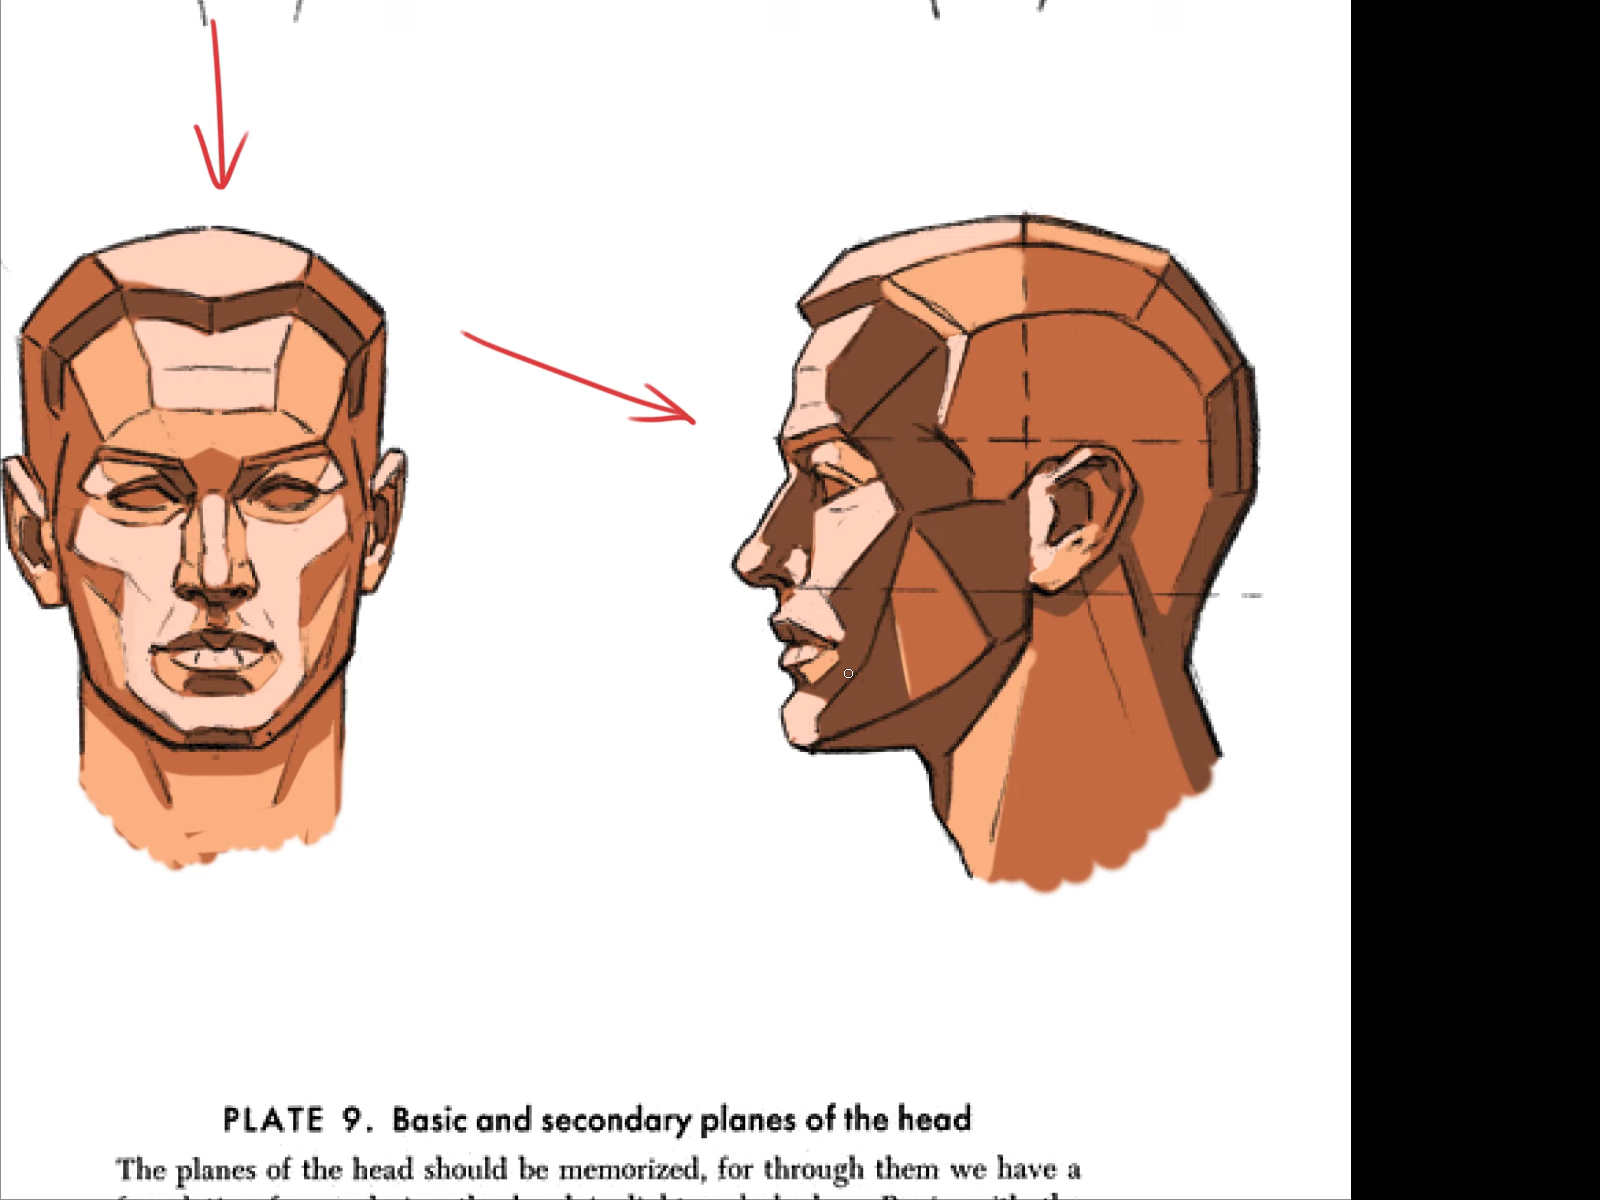 PLATE 9. Basic and secondary planes of the head
The planes of the head should be memorized, for through them we have a